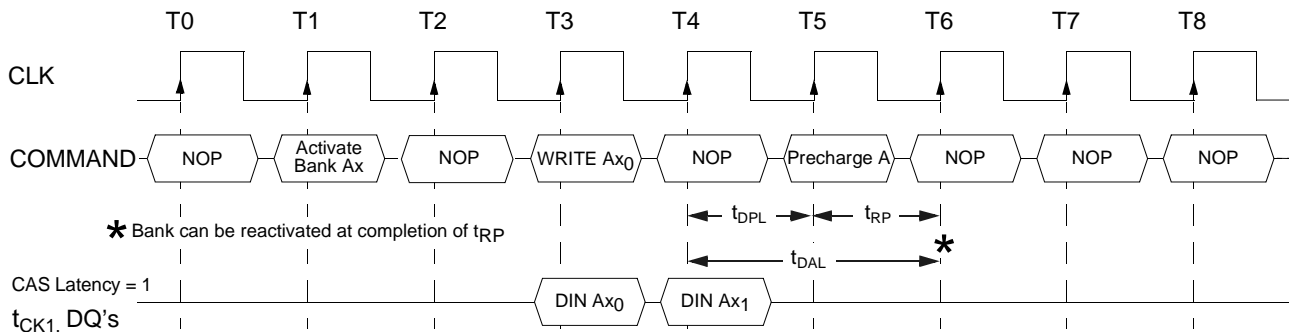 T0 T1 T2 T3 T4 T5 T6 T7 T8
CLK
COMMAND NOP Activate Bank Ax NOP WRITE Ax0 NOP Precharge A NOP NOP NOP
tDPL tRP
* Bank can be reactivated at completion of tRP *
tDAL
CAS Latency = 1
DIN Ax0 DIN Ax1
tCK1, DQ's